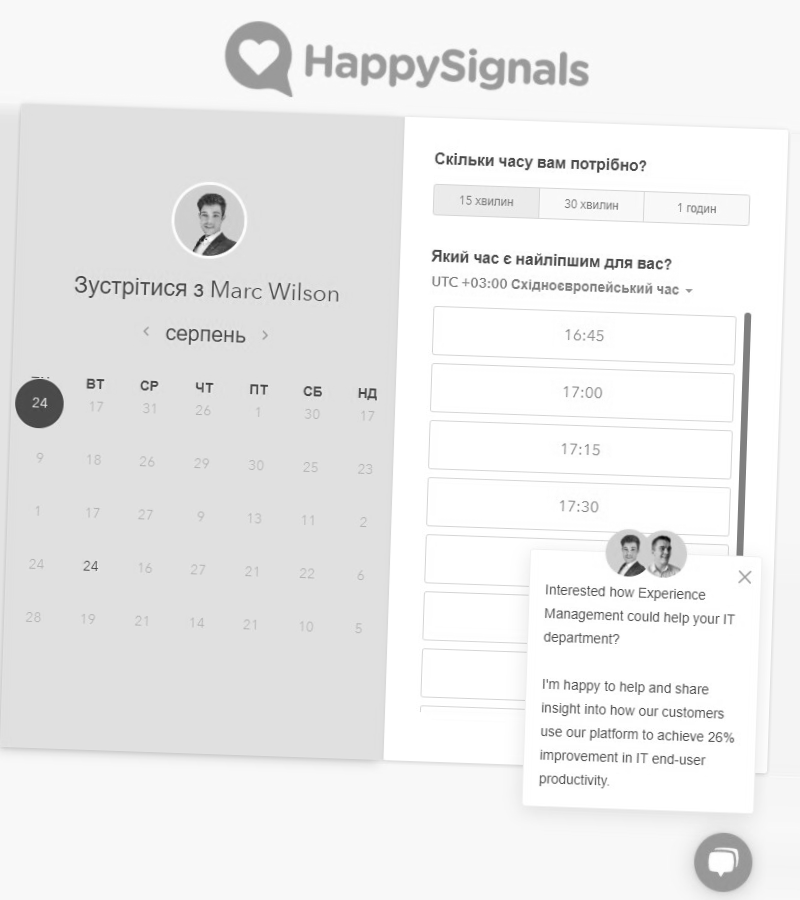 HappySignals
Зустрітися з Marc Wilson
серпень
ВТ СР ЧТ ПТ СБ НД
24 17 31 26 1 30 17
9 18 26 29 30 25 23
1 17 27 9 13 11 2
24 24 16 27 21 22 6
28 19 21 14 21 10 5
Скільки часу вам потрібно?
15 хвилин 30 хвилин 1 годин
Який час є найліпшим для вас?
UTC +03:00 Східноєвропейський час
16:45
17:00
17:15
17:30
Interested how Experience
Management could help your IT
department?
I'm happy to help and share
insight into how our customers
use our platform to achieve 26%
improvement in IT end-user
productivity.